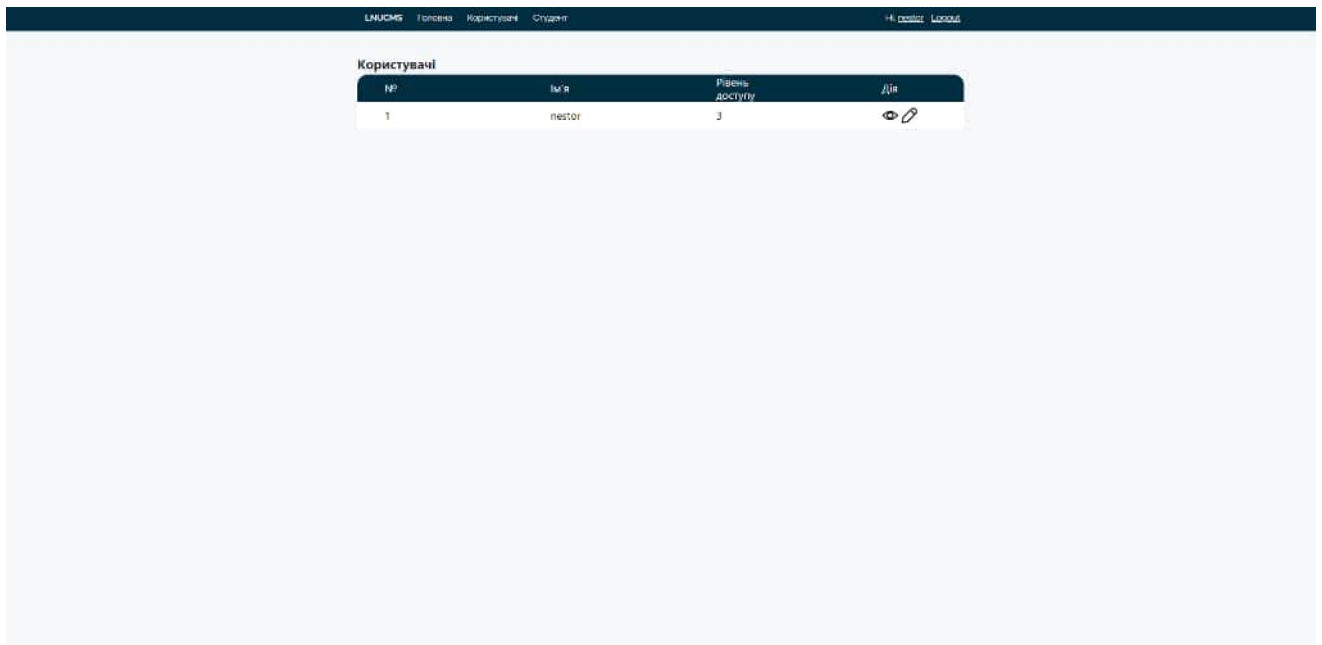 LNUCMS Головна Користувачі Студент Hi, nestor Logout
Користувачі
№ Ім'я Рівень доступу Дія
1 nestor 3